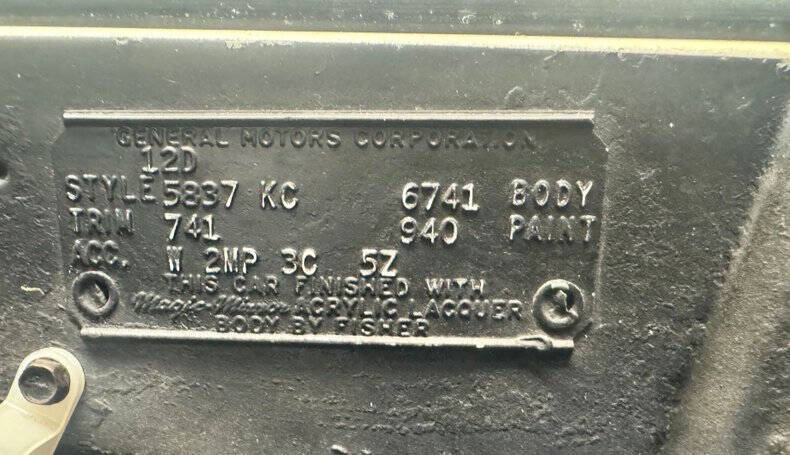 GENERAL MOTORS CORPORATION
12D
STYLE 5837 KC 6741 BODY
TRIM 741 940 PAINT
ACC. W 2MP 3C 5Z
THIS CAR FINISHED WITH
Magic-Mirror ACRYLIC LACQUER
BODY BY FISHER